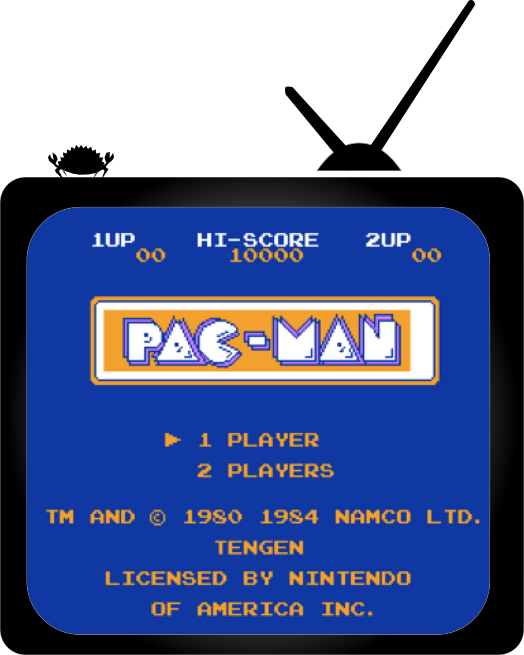 1UP HI-SCORE 2UP
00 10000 00
PAC-MAN
1 PLAYER
2 PLAYERS
TM AND © 1980 1984 NAMCO LTD.
TENGEN
LICENSED BY NINTENDO
OF AMERICA INC.